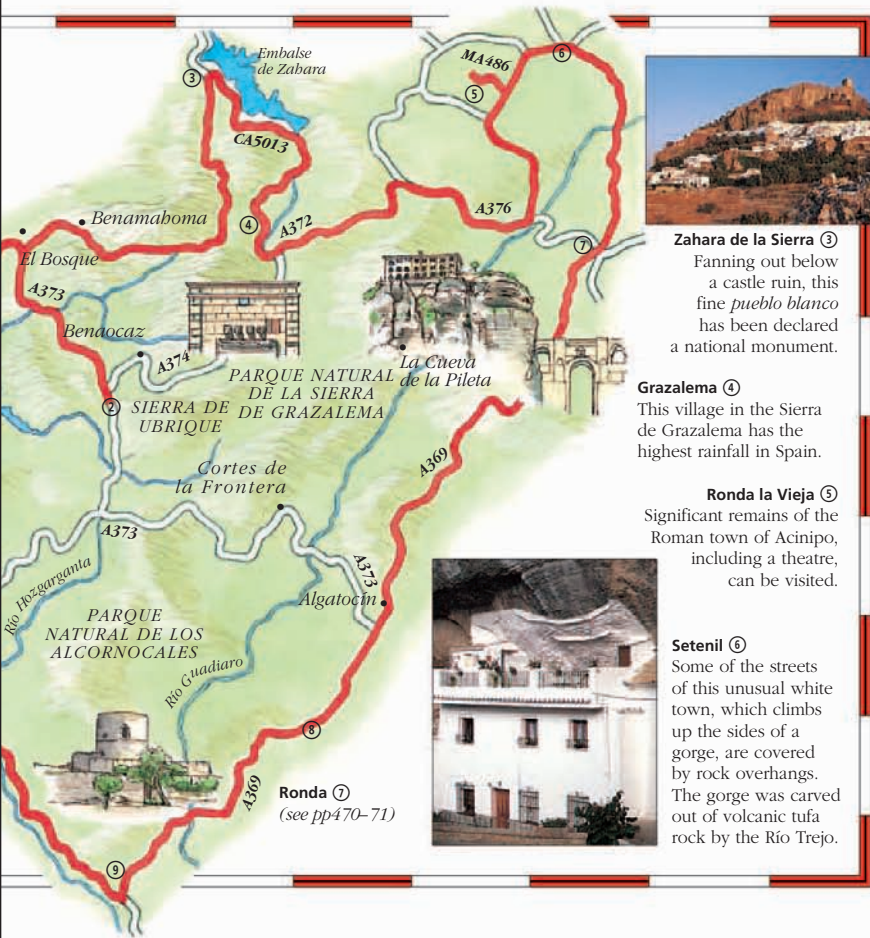 Embalse
de Zahara
③
MA486
⑥
⑤
CA5013
④
A372
A376
⑦
Benamahoma
El Bosque
A373
Benaocaz
A374
②
SIERRA DE
UBRIQUE
PARQUE NATURAL
DE LA SIERRA
DE GRAZALEMA
La Cueva
de la Pileta
Cortes de
la Frontera
A369
A373
A373
Algatocín
Río Hozgarganta
PARQUE
NATURAL DE LOS
ALCORNOCALES
Río Guadiaro
⑧
A369
⑨
Ronda ⑦
(see pp470–71)
Zahara de la Sierra ③
Fanning out below
a castle ruin, this
fine pueblo blanco
has been declared
a national monument.
Grazalema ④
This village in the Sierra
de Grazalema has the
highest rainfall in Spain.
Ronda la Vieja ⑤
Significant remains of the
Roman town of Acinipo,
including a theatre,
can be visited.
Setenil ⑥
Some of the streets
of this unusual white
town, which climbs
up the sides of a
gorge, are covered
by rock overhangs.
The gorge was carved
out of volcanic tufa
rock by the Río Trejo.